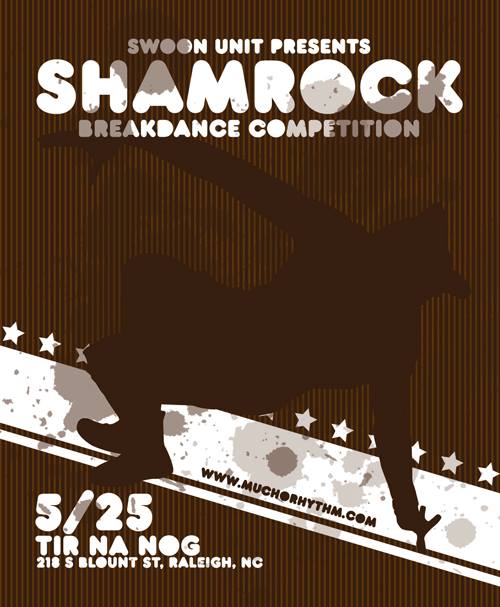 SWOON UNIT PRESENTS
SHAMROCK
BREAKDANCE COMPETITION
WWW.MUCHORHYTHM.COM
5/25
TIR NA NOG
218 S BLOUNT ST, RALEIGH, NC